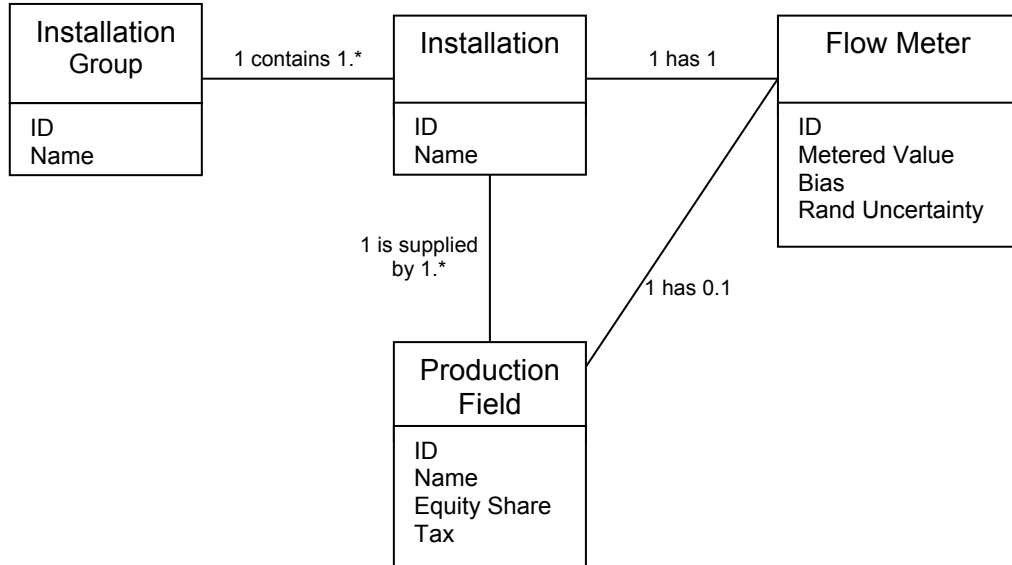 Installation
Group
ID
Name
1 contains 1.*
Installation
ID
Name
1 has 1
Flow Meter
ID
Metered Value
Bias
Rand Uncertainty
1 is supplied
by 1.*
1 has 0.1
Production
Field
ID
Name
Equity Share
Tax